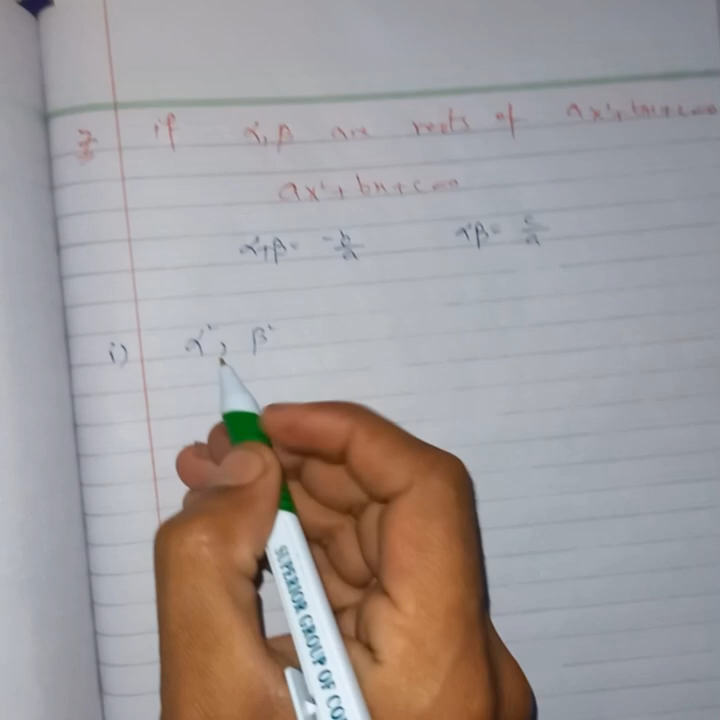 7 if α, β are roots of ax²+bx+c=0
ax²+bx+c=0
α+β= -b/a αβ= c/a
i) α², β²
SUPERIOR GROUP OF CO